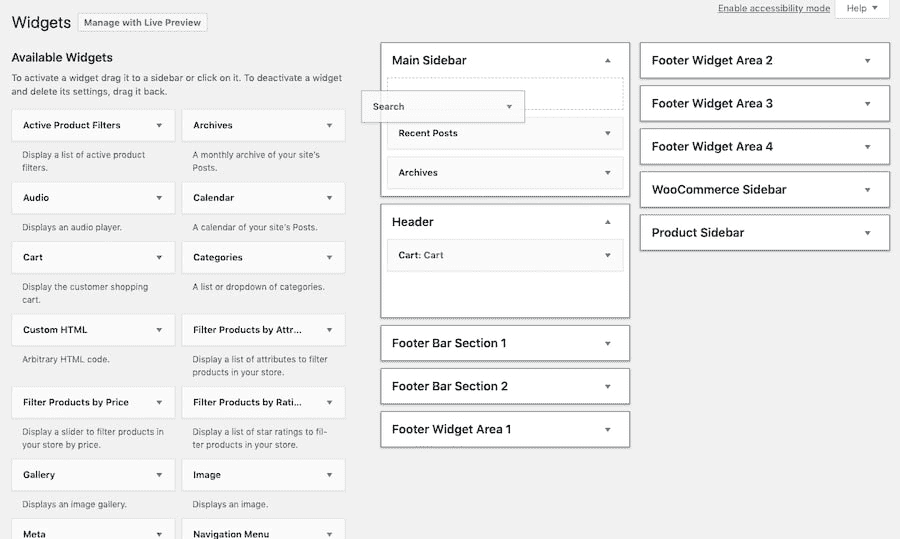 Enable accessibility mode
Help
Widgets
Manage with Live Preview
Available Widgets
To activate a widget drag it to a sidebar or click on it. To deactivate a widget
and delete its settings, drag it back.
Active Product Filters
Display a list of active product
filters.
Archives
A monthly archive of your site's
Posts.
Audio
Displays an audio player.
Calendar
A calendar of your site's Posts.
Cart
Display the customer shopping
cart.
Categories
A list or dropdown of categories.
Custom HTML
Arbitrary HTML code.
Filter Products by Attr...
Display a list of attributes to filter
products in your store.
Filter Products by Price
Display a slider to filter products in
your store by price.
Filter Products by Rati...
Display a list of star ratings to fil-
ter products in your store.
Gallery
Displays an image gallery.
Image
Displays an image.
Meta
Navigation Menu
Main Sidebar
Search
Recent Posts
Archives
Header
Cart: Cart
Footer Bar Section 1
Footer Bar Section 2
Footer Widget Area 1
Footer Widget Area 2
Footer Widget Area 3
Footer Widget Area 4
WooCommerce Sidebar
Product Sidebar